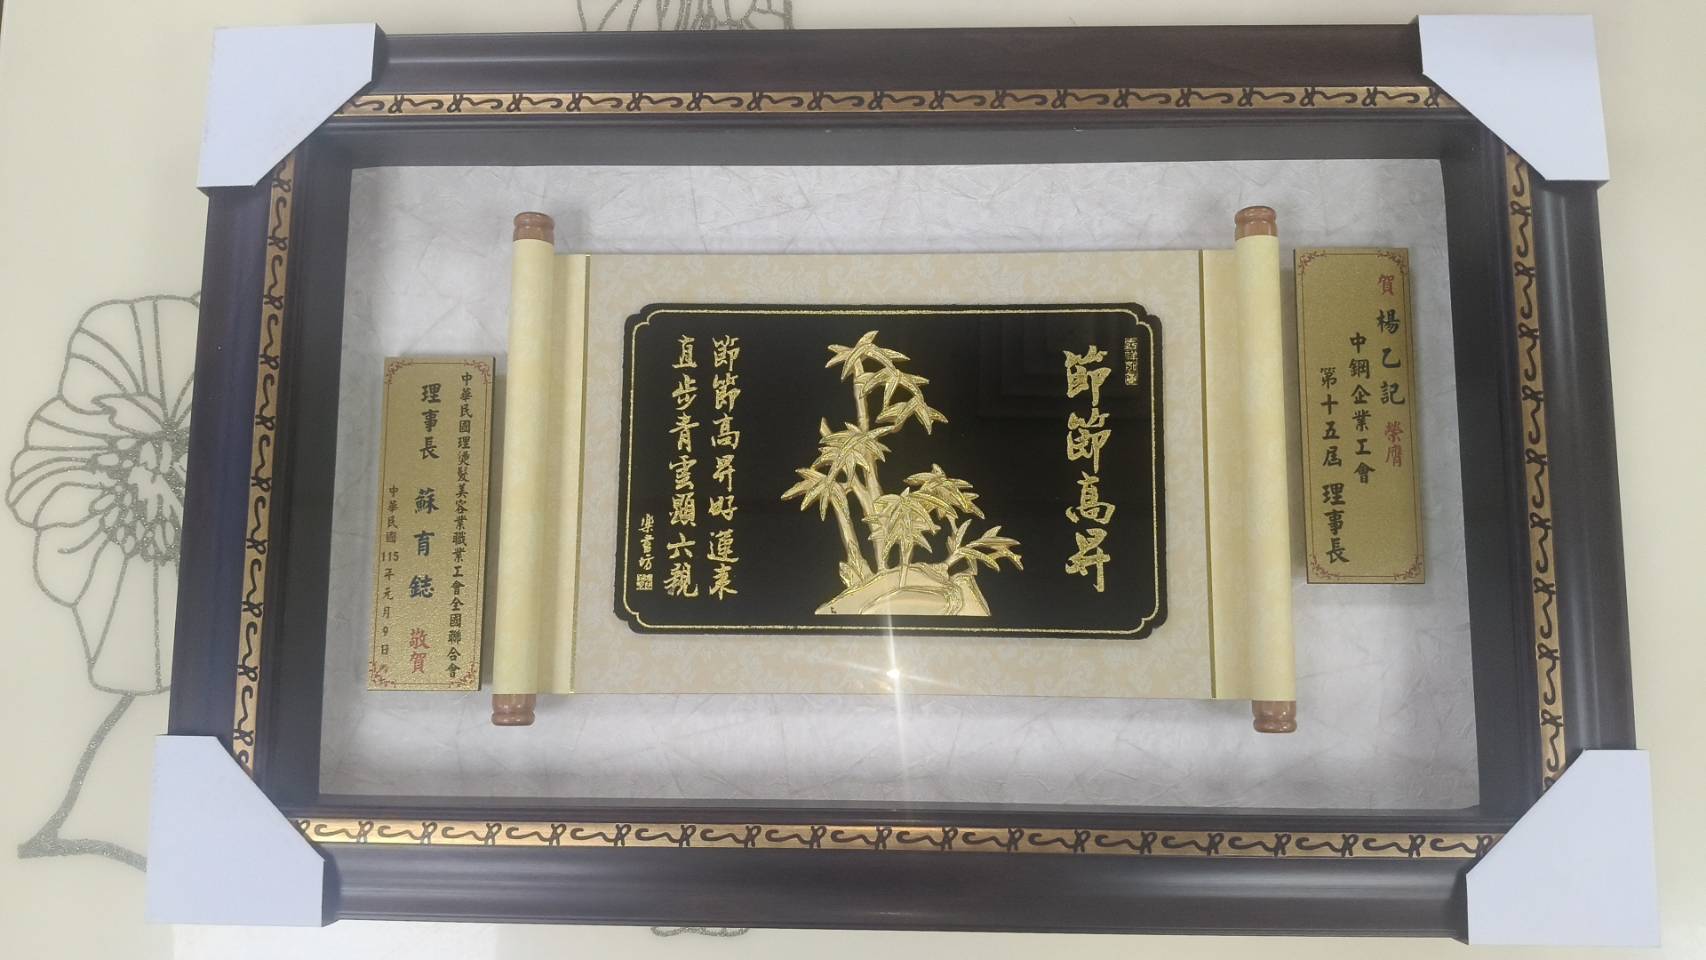 賀 楊乙記 榮膺
中鋼企業工會
第十五屆 理事長
節節高昇
節節高昇好運來
直步青雲顯六親
樂書坊
中華民國理燙髮美容業職業工會全國聯合會
理事長 蘇育鋕 敬賀
中華民國115年元月9日